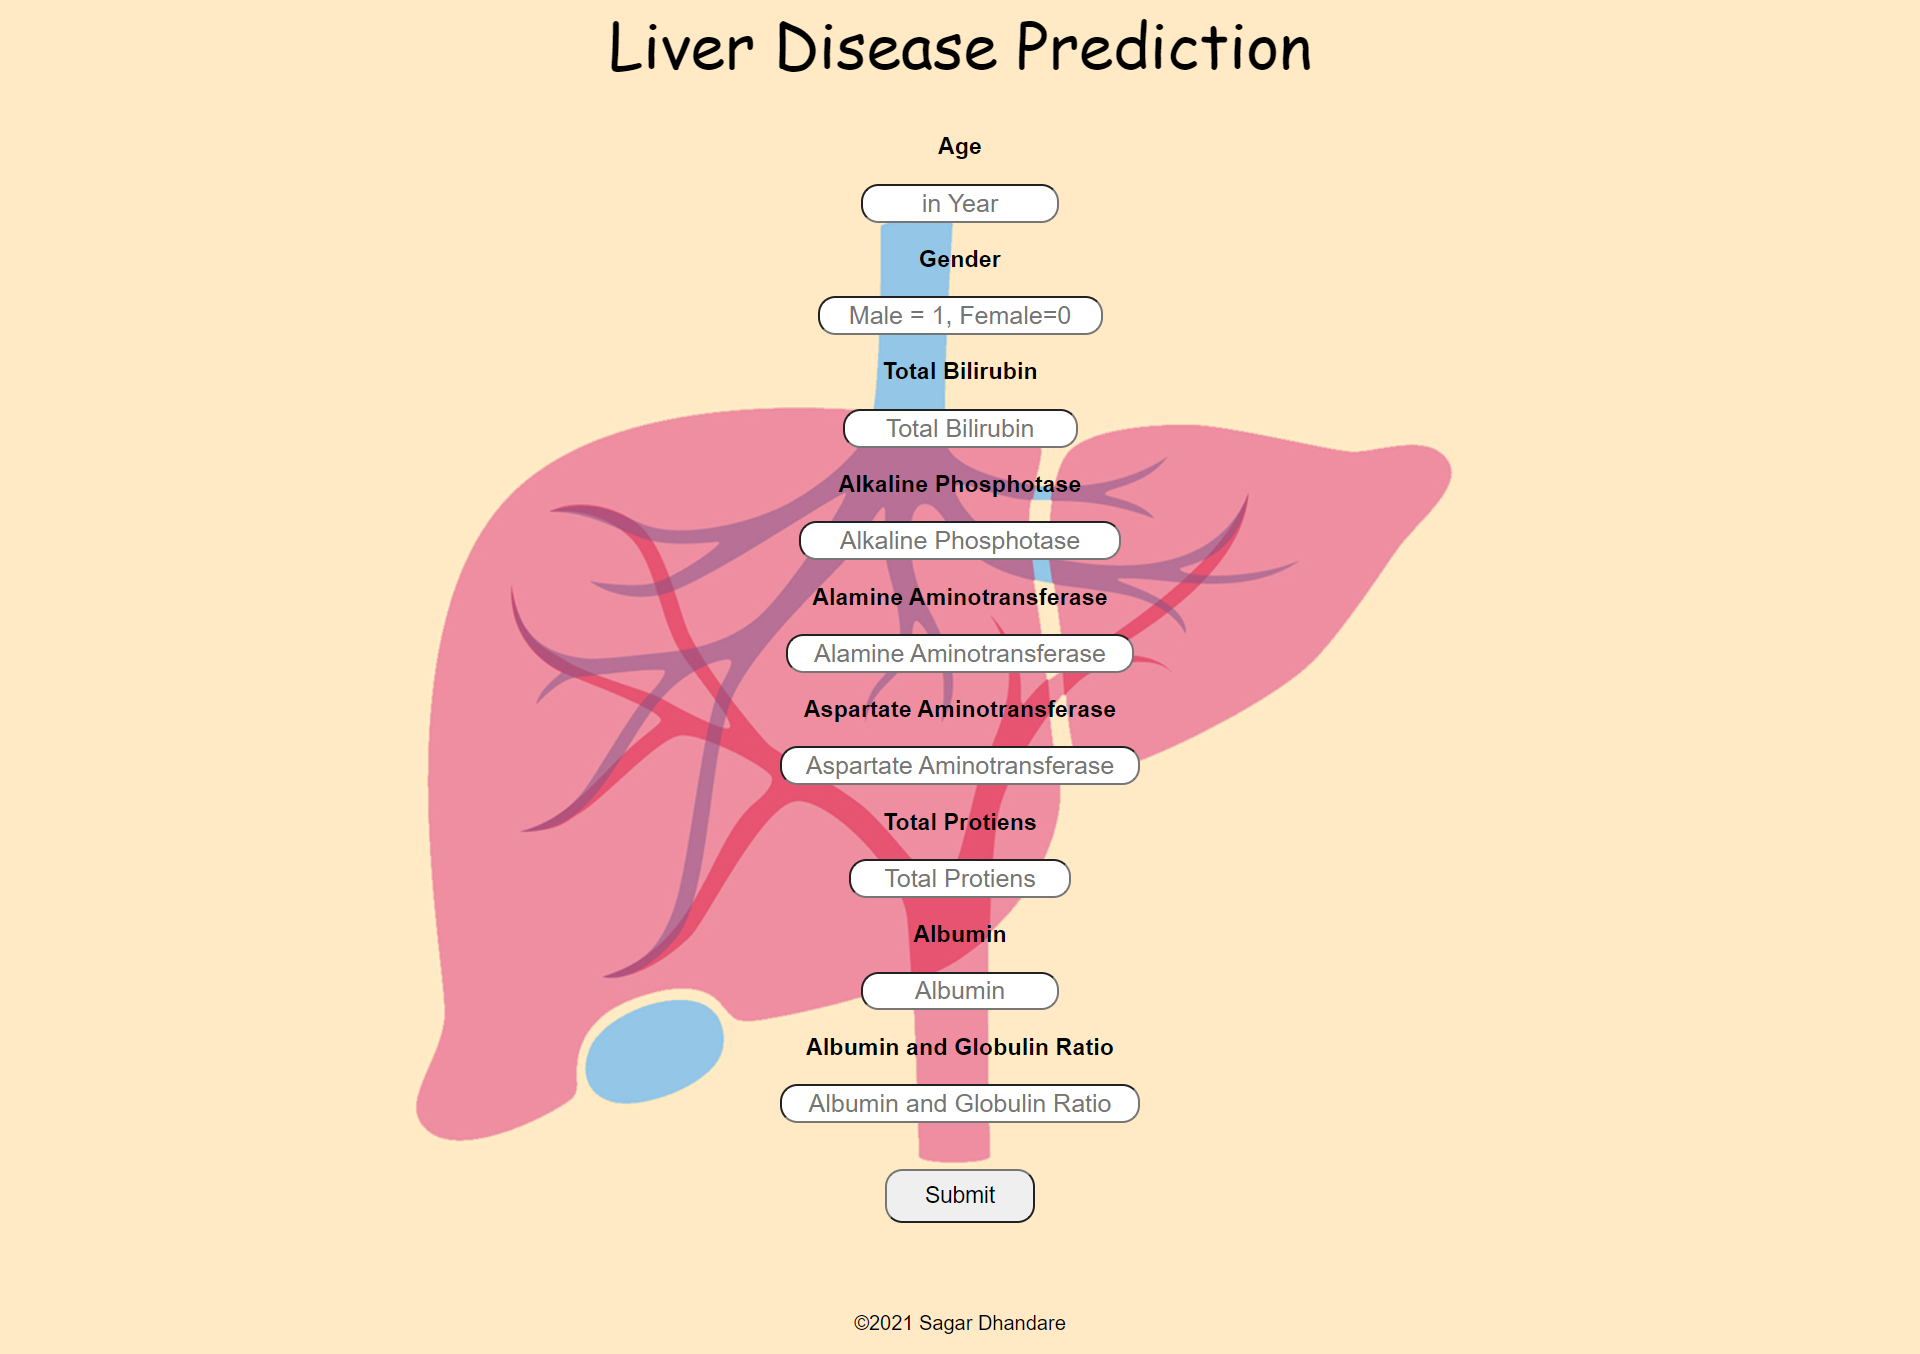 Liver Disease Prediction
Age
in Year
Gender
Male = 1, Female=0
Total Bilirubin
Total Bilirubin
Alkaline Phosphotase
Alkaline Phosphotase
Alamine Aminotransferase
Alamine Aminotransferase
Aspartate Aminotransferase
Aspartate Aminotransferase
Total Protiens
Total Protiens
Albumin
Albumin
Albumin and Globulin Ratio
Albumin and Globulin Ratio
Submit
©2021 Sagar Dhandare